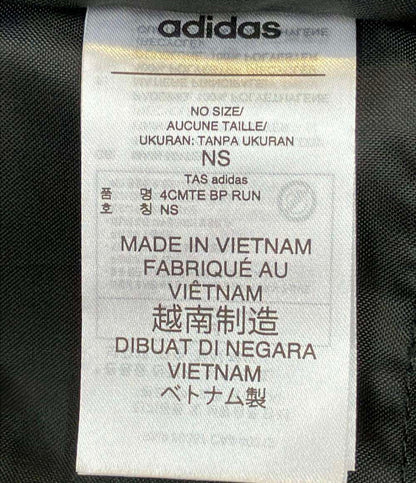 adidas
NO SIZE/
AUCUNE TAILLE/
UKURAN: TANPA UKURAN
NS
TAS adidas
품 명 4CMTE BP RUN
호 칭 NS
MADE IN VIETNAM
FABRIQUÉ AU
VIÊTNAM
越南制造
DIBUAT DI NEGARA
VIETNAM
ベトナム製